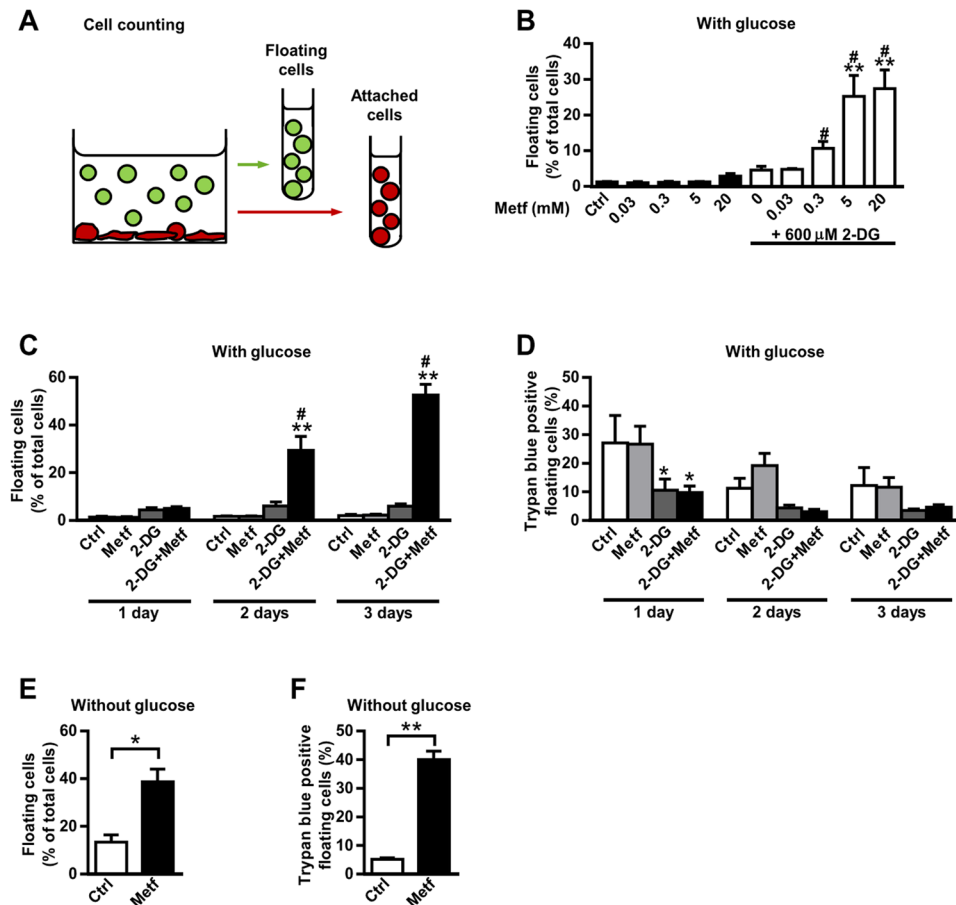 A
Cell counting
Floating
cells
Attached
cells
B
With glucose
Floating cells
(% of total cells)
40
30
20
10
0
#
#
**
#
**
Metf (mM)
Ctrl
0.03
0.3
5
20
0
0.03
0.3
5
20
+ 600 µM 2-DG
C
With glucose
Floating cells
(% of total cells)
60
40
20
0
#
**
#
**
Ctrl
Metf
2-DG
2-DG+Metf
Ctrl
Metf
2-DG
2-DG+Metf
Ctrl
Metf
2-DG
2-DG+Metf
1 day
2 days
3 days
D
With glucose
Trypan blue positive
floating cells (%)
50
40
30
20
10
0
*
*
Ctrl
Metf
2-DG
2-DG+Metf
Ctrl
Metf
2-DG
2-DG+Metf
Ctrl
Metf
2-DG
2-DG+Metf
1 day
2 days
3 days
E
Without glucose
Floating cells
(% of total cells)
60
40
20
0
*
Ctrl
Metf
F
Without glucose
Trypan blue positive
floating cells (%)
50
40
30
20
10
0
**
Ctrl
Metf